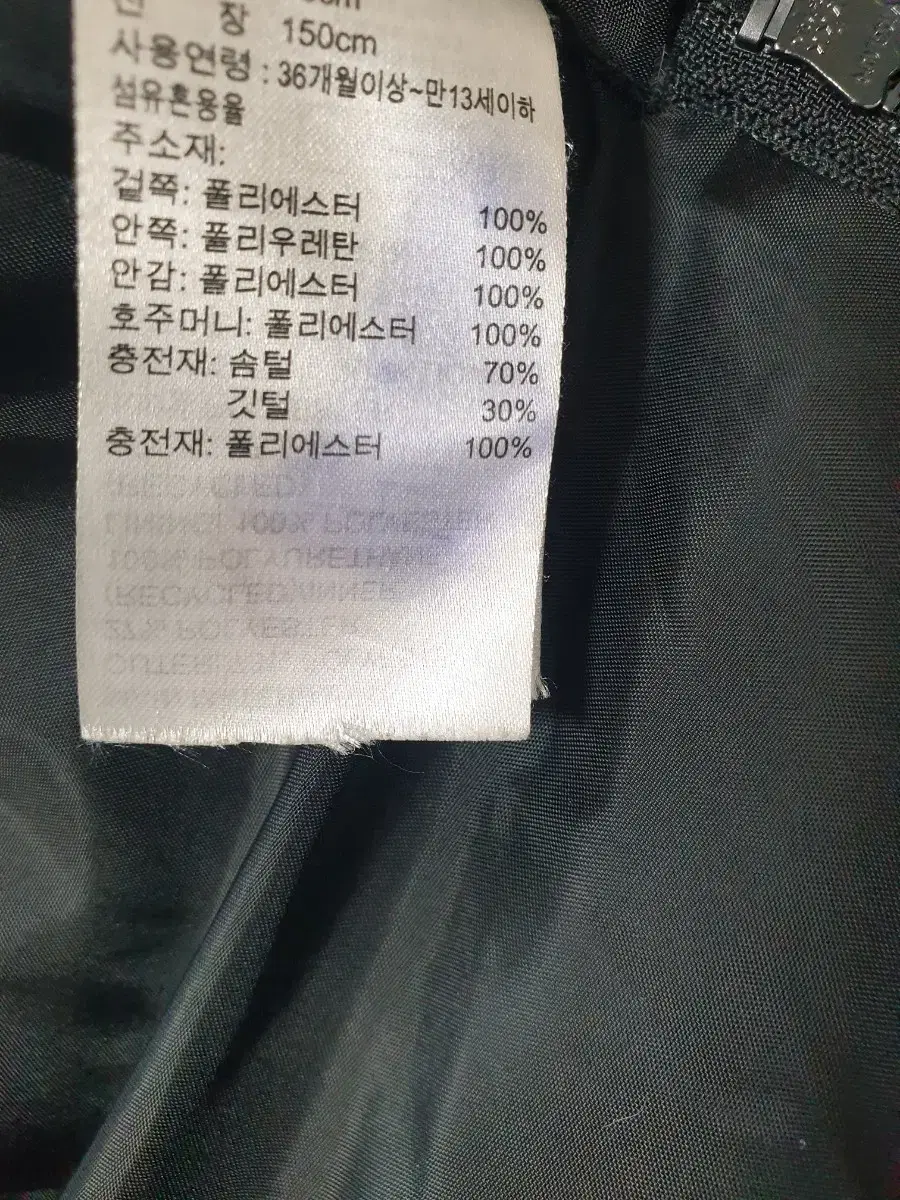 장 150cm
사용연령 : 36개월이상~만13세이하
섬유혼용율
주소재:
겉쪽: 폴리에스터 100%
안쪽: 폴리우레탄 100%
안감: 폴리에스터 100%
호주머니: 폴리에스터 100%
충전재: 솜털 70%
깃털 30%
충전재: 폴리에스터 100%